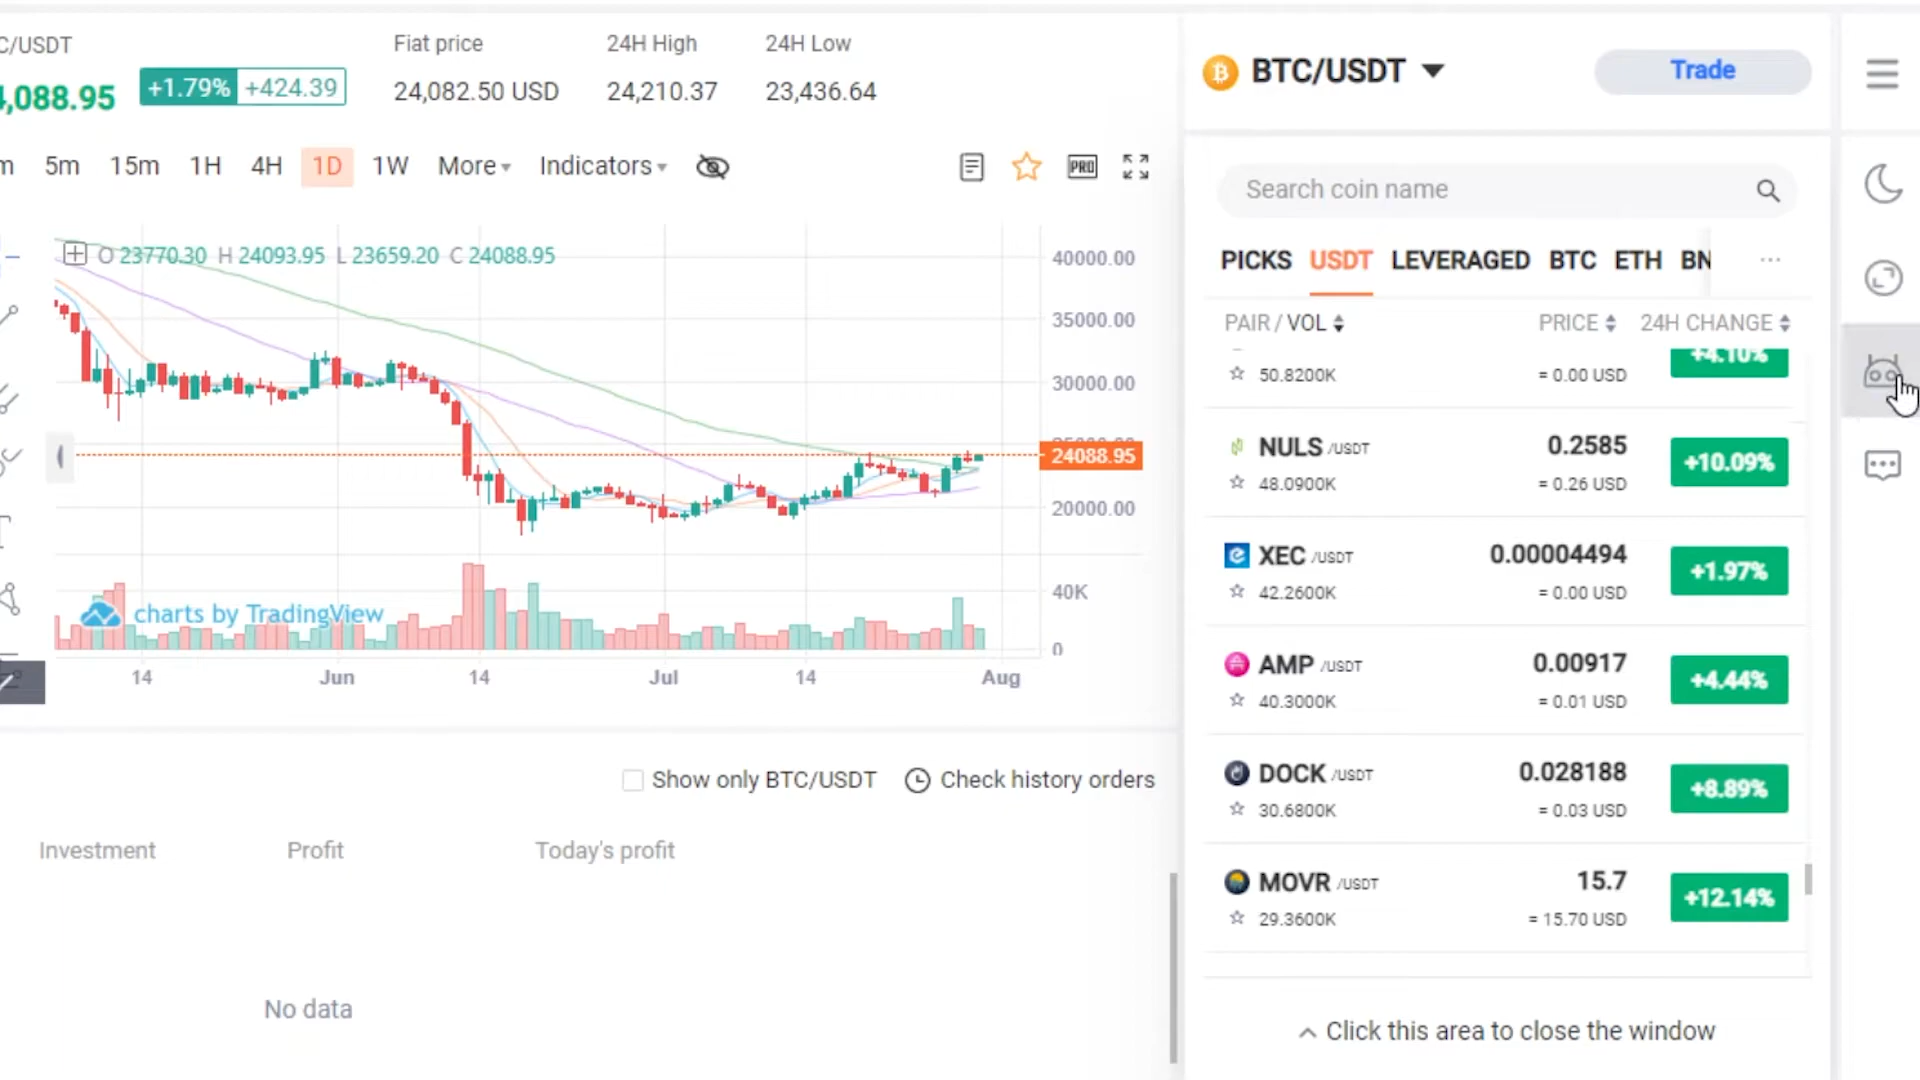 C/USDT
4,088.95
+1.79% +424.39
Fiat price
24,082.50 USD
24H High
24,210.37
24H Low
23,436.64
m 5m 15m 1H 4H 1D 1W More Indicators
PRO
O 23770.30 H 24093.95 L 23659.20 C 24088.95
40000.00
35000.00
30000.00
25000.00
24088.95
20000.00
40K
0
charts by TradingView
14 Jun 14 Jul 14 Aug
Show only BTC/USDT Check history orders
Investment Profit Today's profit
No data
BTC/USDT
Trade
Search coin name
PICKS USDT LEVERAGED BTC ETH BN ...
PAIR / VOL PRICE 24H CHANGE
+4.10%
50.8200K = 0.00 USD
NULS /USDT 0.2585
+10.09%
48.0900K = 0.26 USD
XEC /USDT 0.00004494
+1.97%
42.2600K = 0.00 USD
AMP /USDT 0.00917
+4.44%
40.3000K = 0.01 USD
DOCK /USDT 0.028188
+8.89%
30.6800K = 0.03 USD
MOVR /USDT 15.7
+12.14%
29.3600K = 15.70 USD
Click this area to close the window